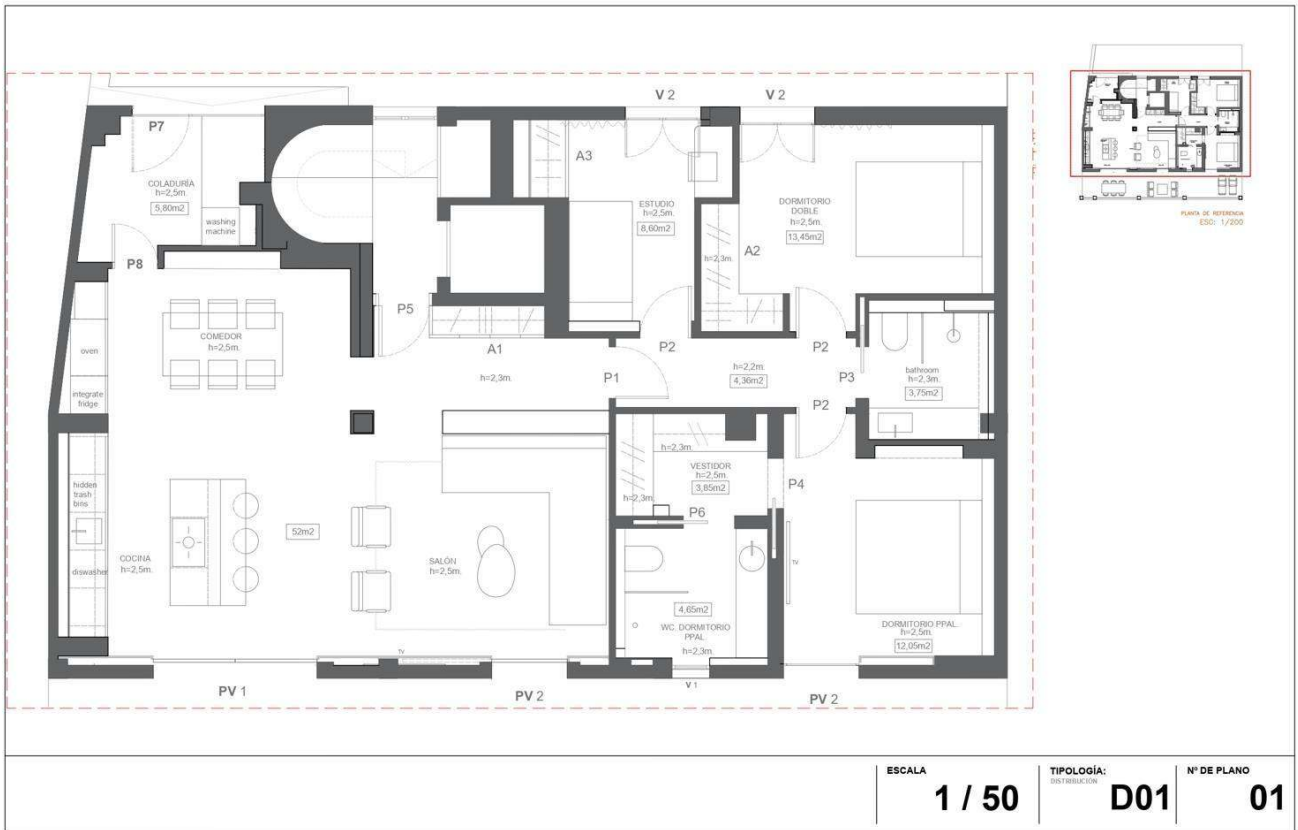 V 2
V 2
P7
COLADURÍA
h=2,5m.
5,80m2
washing
machine
P8
A3
ESTUDIO
h=2,5m.
8,60m2
DORMITORIO
DOBLE
h=2,5m.
13,45m2
A2
h=2,3m.
PLANTA DE REFERENCIA
ESC: 1/200
P5
COMEDOR
h=2,5m.
oven
integrate
fridge
A1
h=2,3m.
P1
P2
h=2,2m.
4,36m2
P2
P3
P2
bathroom
h=2,3m.
3,75m2
h=2,3m.
VESTIDOR
h=2,5m.
3,85m2
h=2,3m.
P4
P6
hidden
trash
bins
diswasher
COCINA
h=2,5m.
52m2
SALÓN
h=2,5m.
TV
4,65m2
WC. DORMITORIO
PPAL
h=2,3m.
TV
DORMITORIO PPAL.
h=2,5m.
12,05m2
PV 1
PV 2
V 1
PV 2
ESCALA
1 / 50
TIPOLOGÍA:
DISTRIBUCIÓN
D01
Nº DE PLANO
01